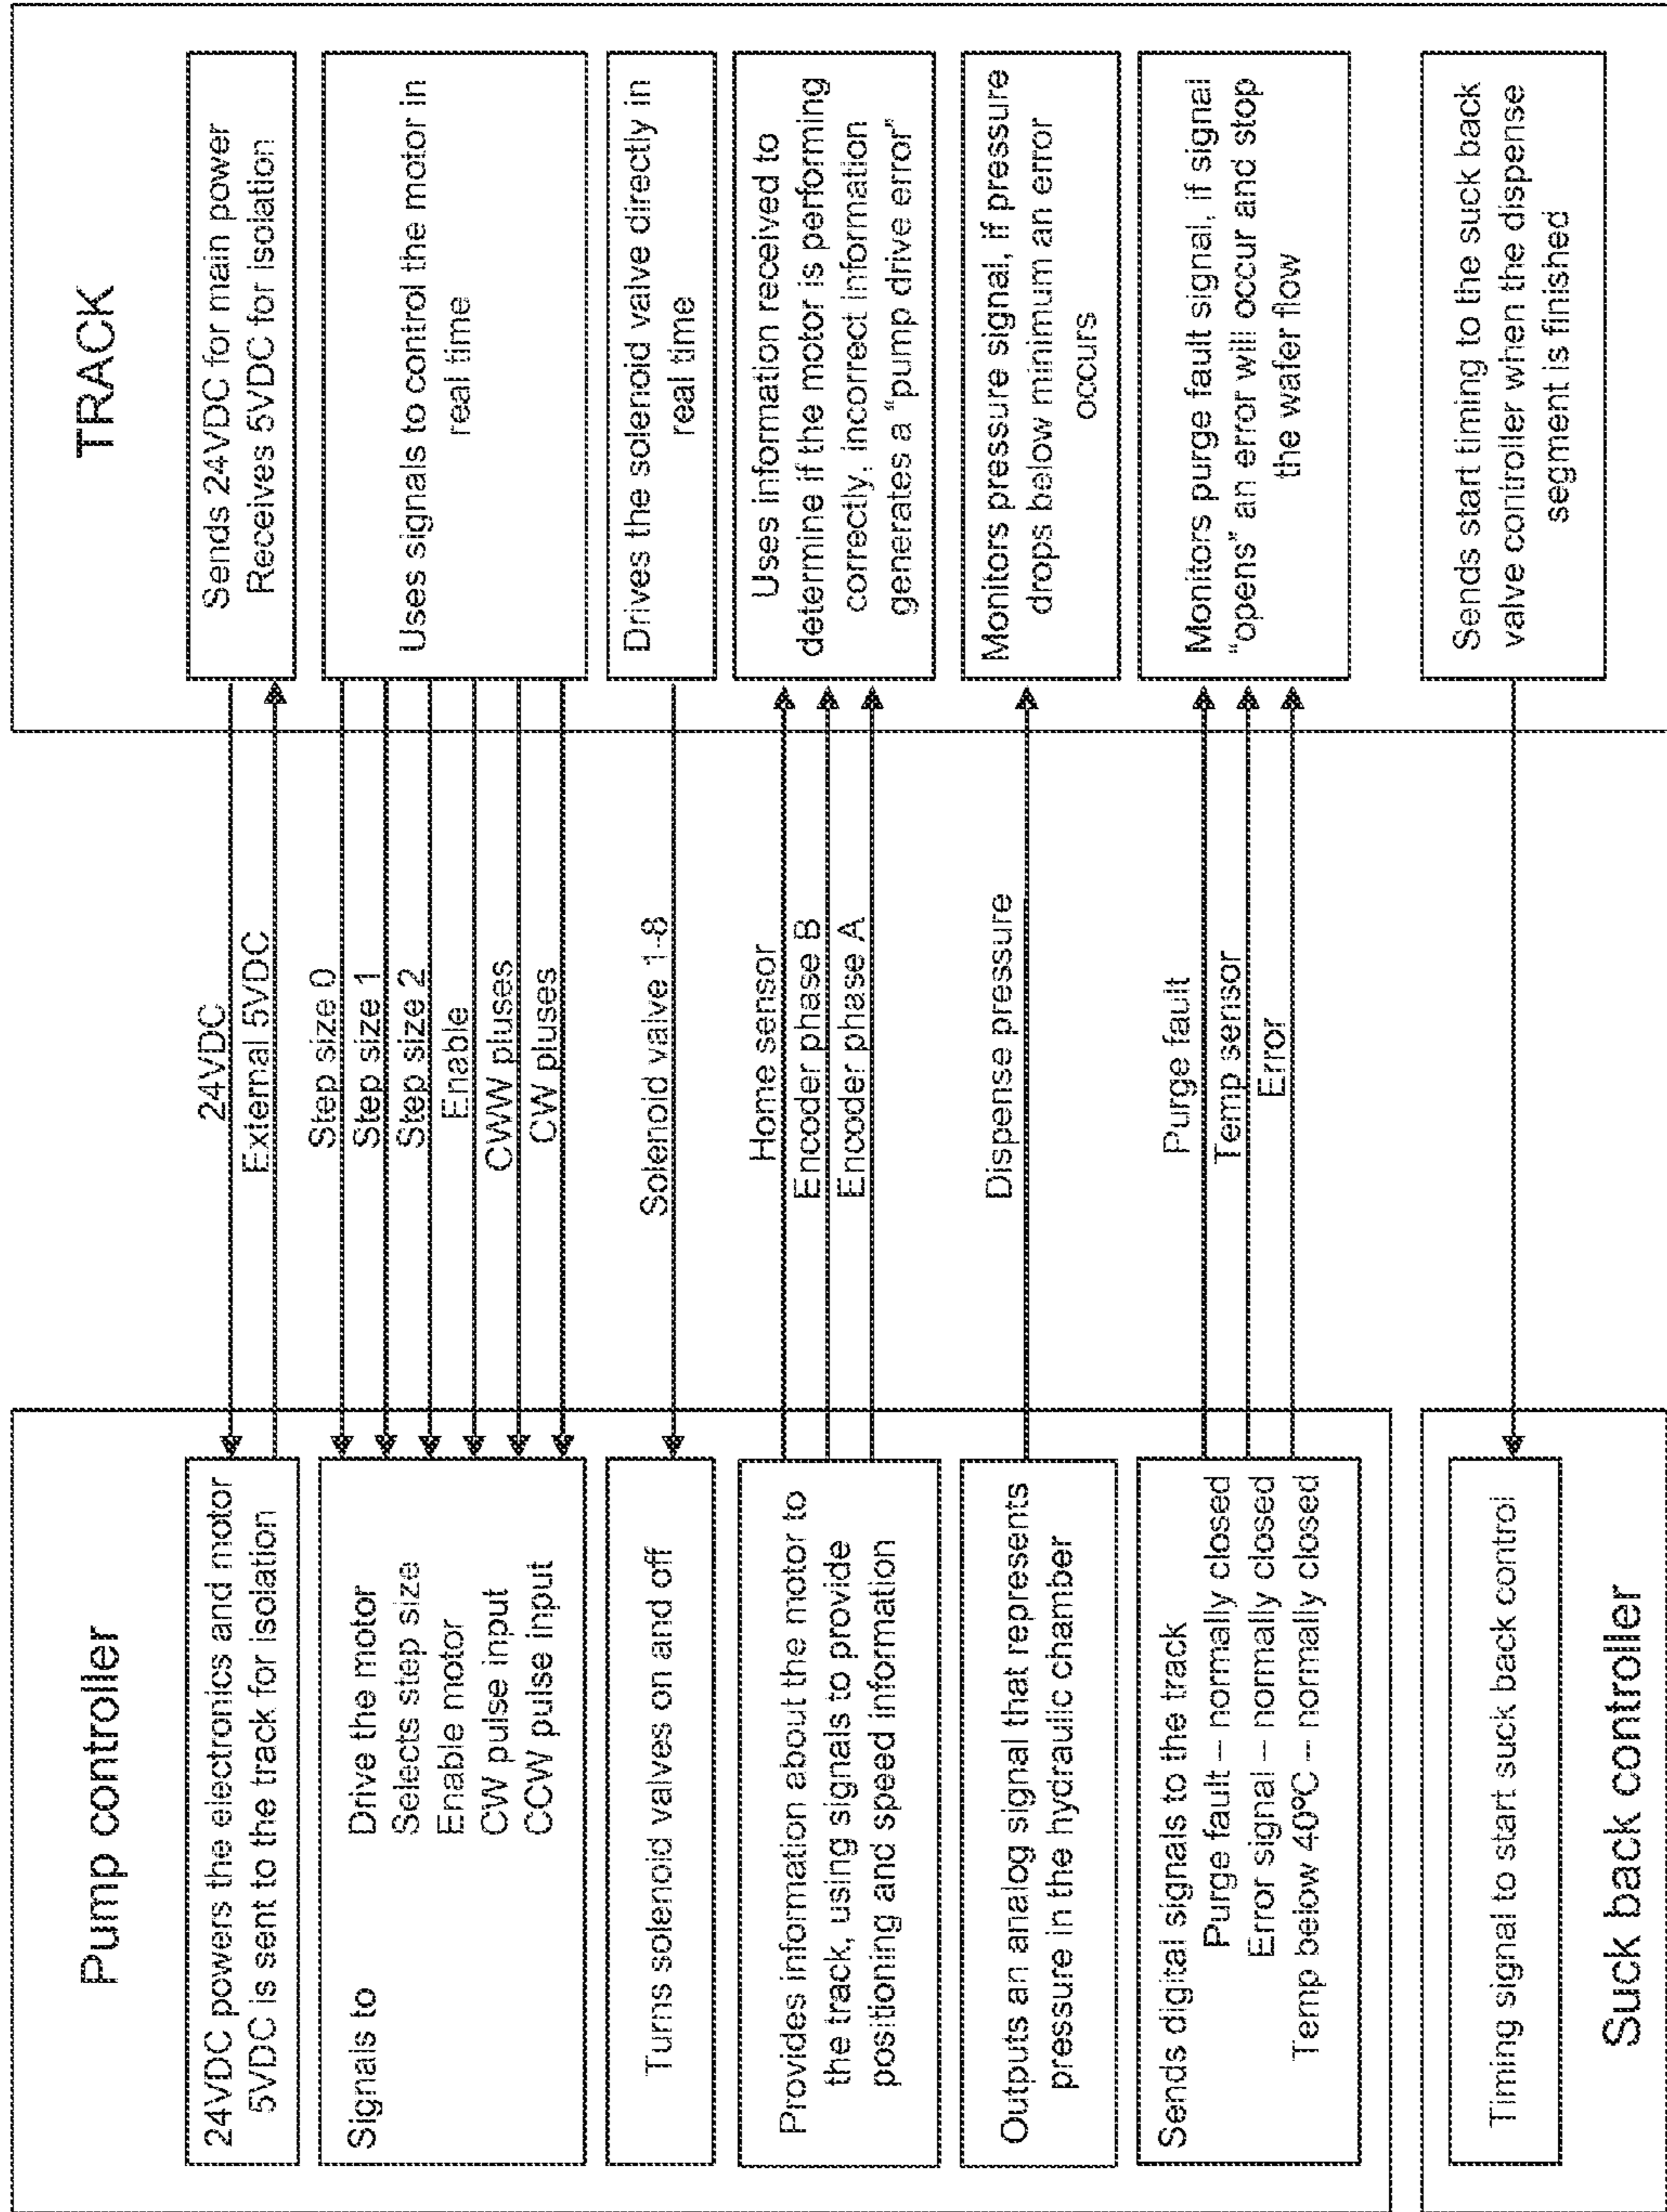 Pump controller
24VDC powers the electronics and motor
5VDC is sent to the track for isolation
Signals to
Drive the motor
Selects step size
Enable motor
CW pulse input
CCW pulse input
Turns solenoid valves on and off
Provides information about the motor to
the track, using signals to provide
positioning and speed information
Outputs an analog signal that represents
pressure in the hydraulic chamber
Sends digital signals to the track
Purge fault – normally closed
Error signal – normally closed
Temp below 40ºC – normally closed
Timing signal to start suck back control
Suck back controller
24VDC
External 5VDC
Step size 0
Step size 1
Step size 2
Enable
CWW pluses
CW pluses
Solenoid valve 1-8
Home sensor
Encoder phase B
Encoder phase A
Dispense pressure
Purge fault
Temp sensor
Error
TRACK
Sends 24VDC for main power
Receives 5VDC for isolation
Uses signals to control the motor in
real time
Drives the solenoid valve directly in
real time
Uses information received to
determine if the motor is performing
correctly, incorrect information
generates a “pump drive error”
Monitors pressure signal, if pressure
drops below minimum an error
occurs
Monitors purge fault signal, if signal
“opens” an error will occur and stop
the wafer flow
Sends start timing to the suck back
valve controller when the dispense
segment is finished